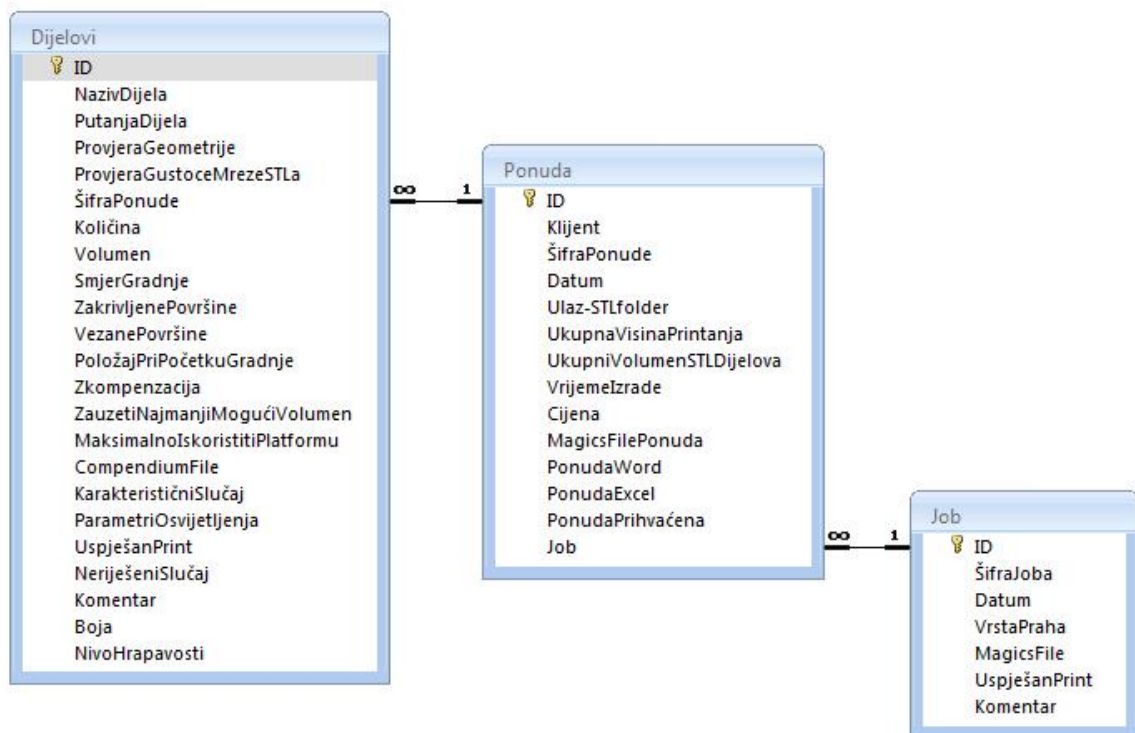 Dijelovi
ID
NazivDijela
PutanjaDijela
ProvjeraGeometrije
ProvjeraGustoceMrezeSTLa
ŠifraPonude
Količina
Volumen
SmjerGradnje
ZakrivljenePovršine
VezanePovršine
PoložajPriPočetkuGradnje
Zkompenzacija
ZauzetiNajmanjiMogućiVolumen
MaksimalnoIskoristitiPlatformu
CompendiumFile
KarakterističniSlučaj
ParametriOsvijetljenja
UspješanPrint
NeriješeniSlučaj
Komentar
Boja
NivoHrapavosti
∞ 1
Ponuda
ID
Klijent
ŠifraPonude
Datum
Ulaz-STLfolder
UkupnaVisinaPrintanja
UkupniVolumenSTLDijelova
VrijemeIzrade
Cijena
MagicsFilePonuda
PonudaWord
PonudaExcel
PonudaPrihvaćena
Job
∞ 1
Job
ID
ŠifraJoba
Datum
VrstaPraha
MagicsFile
UspješanPrint
Komentar